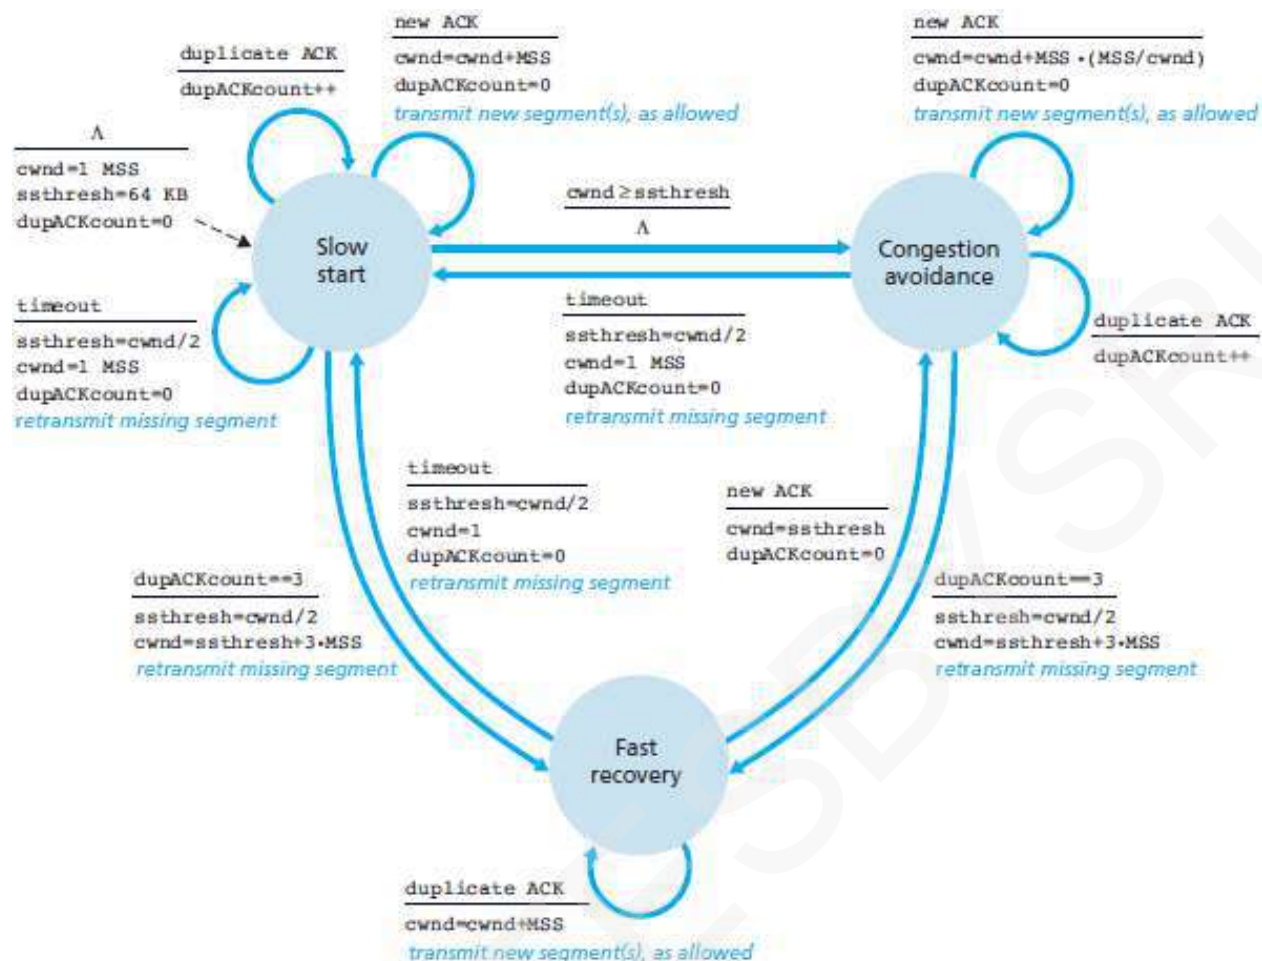 new ACK
cwnd=cwnd+MSS
dupACKcount=0
transmit new segment(s), as allowed
duplicate ACK
dupACKcount++
Λ
cwnd=1 MSS
ssthresh=64 KB
dupACKcount=0
new ACK
cwnd=cwnd+MSS •(MSS/cwnd)
dupACKcount=0
transmit new segment(s), as allowed
Slow
start
cwnd≥ssthresh
Λ
Congestion
avoidance
timeout
ssthresh=cwnd/2
cwnd=1 MSS
dupACKcount=0
retransmit missing segment
timeout
ssthresh=cwnd/2
cwnd=1 MSS
dupACKcount=0
retransmit missing segment
duplicate ACK
dupACKcount++
timeout
ssthresh=cwnd/2
cwnd=1
dupACKcount=0
retransmit missing segment
new ACK
cwnd=ssthresh
dupACKcount=0
dupACKcount==3
ssthresh=cwnd/2
cwnd=ssthresh+3•MSS
retransmit missing segment
dupACKcount==3
ssthresh=cwnd/2
cwnd=ssthresh+3•MSS
retransmit missing segment
Fast
recovery
duplicate ACK
cwnd=cwnd+MSS
transmit new segment(s), as allowed